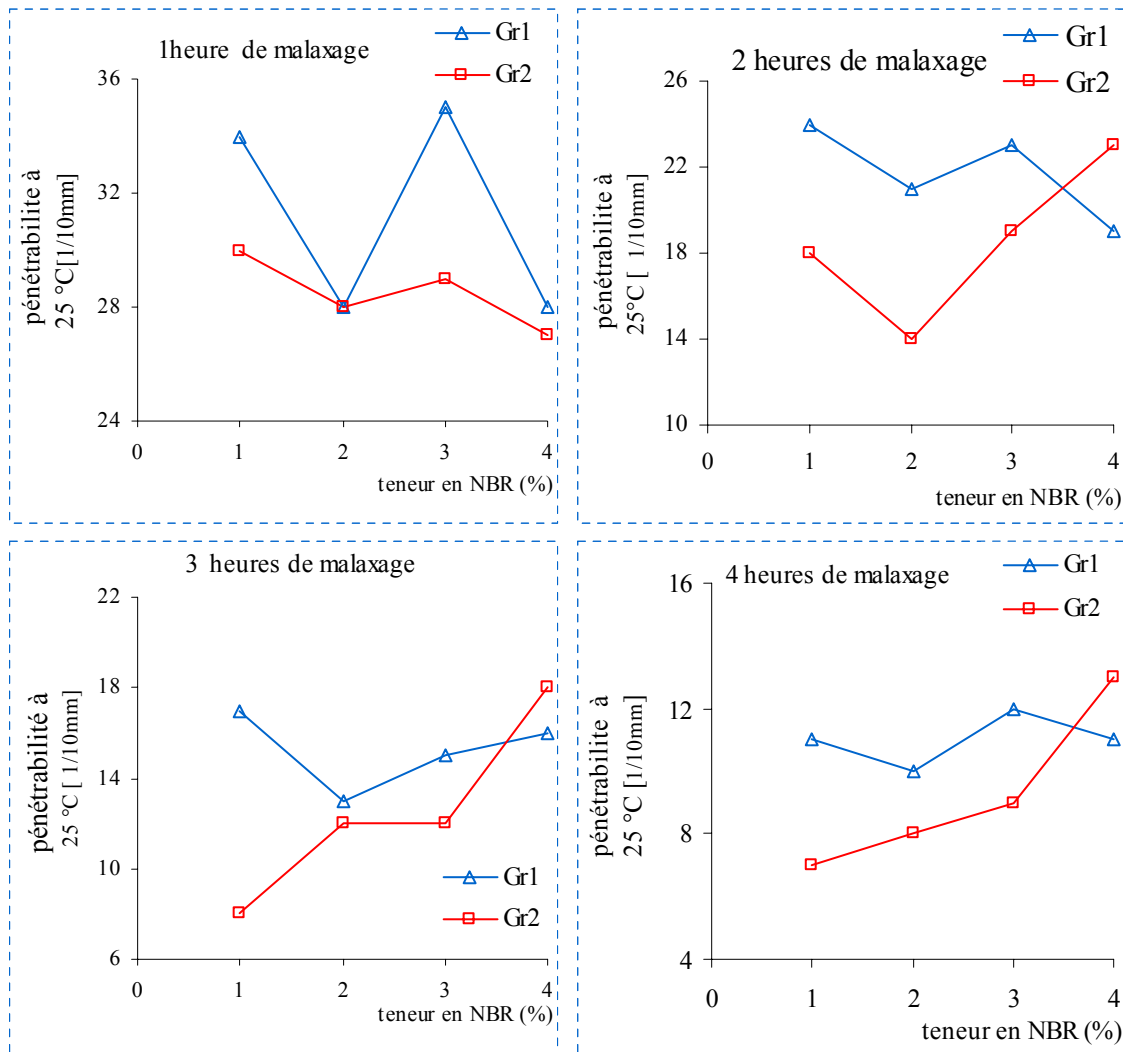 1heure de malaxage
Gr1
Gr2
pénétrabilite à
25 °C[1/10mm]
36
32
28
24
0 1 2 3 4
teneur en NBR (%)
2 heures de malaxage
Gr1
Gr2
pénétrabilite à
25°C [ 1/10mm]
26
22
18
14
10
0 1 2 3 4
teneur en NBR (%)
3 heures de malaxage
pénétrabilité à
25 °C [ 1/10mm]
22
18
14
10
6
Gr1
Gr2
0 1 2 3 4
teneur en NBR (%)
4 heures de malaxage
Gr1
Gr2
pénétrabilite à
25 °C [1/10mm]
16
12
8
4
0 1 2 3 4
teneur en NBR (%)